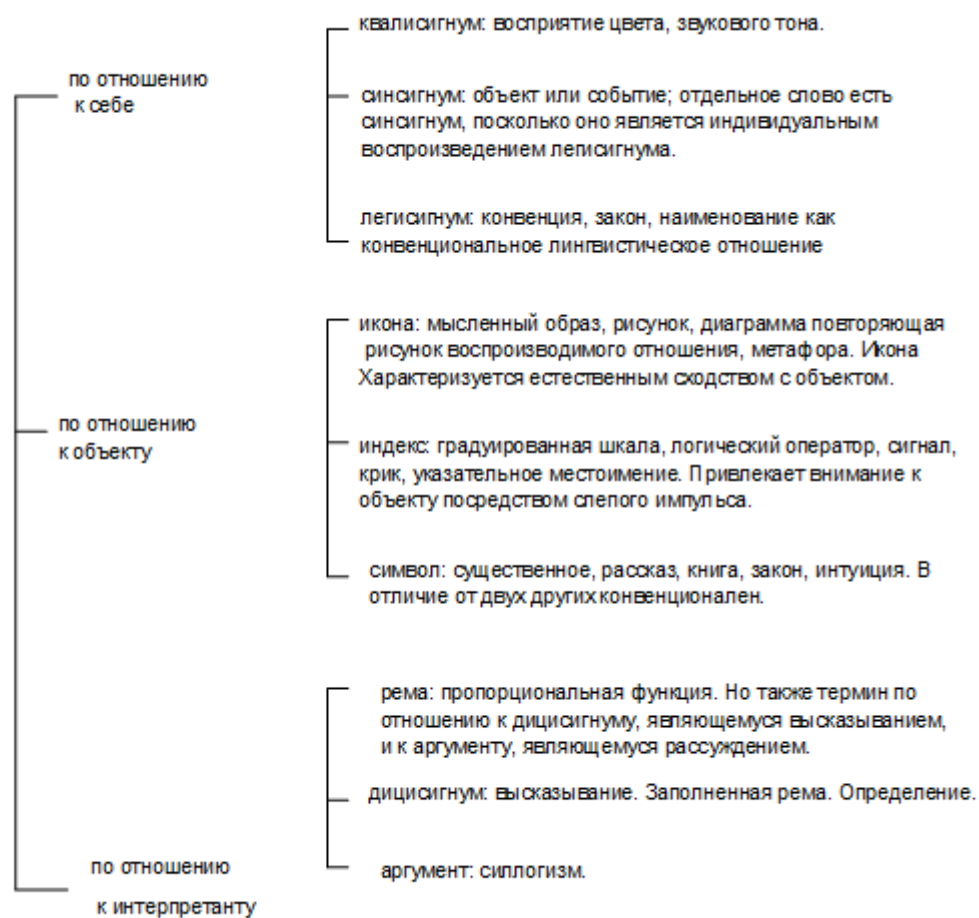 квалисигнум: восприятие цвета, звукового тона.
по отношению
к себе
синсигнум: объект или событие; отдельное слово есть
синсигнум, посколько оно является индивидуальным
воспроизведением легисигнума.
легисигнум: конвенция, закон, наименование как
конвенциональное лингвистическое отношение
икона: мысленный образ, рисунок, диаграмма повторяющая
рисунок воспроизводимого отношения, метафора. Икона
Характеризуется естественным сходством с объектом.
по отношению
к объекту
индекс: градуированная шкала, логический оператор, сигнал,
крик, указательное местоимение. Привлекает внимание к
объекту посредством слепого импульса.
символ: существенное, рассказ, книга, закон, интуиция. В
отличие от двух других конвенционален.
рема: пропорциональная функция. Но также термин по
отношению к дицисигнуму, являющемуся высказыванием,
и к аргументу, являющемуся рассуждением.
дицисигнум: высказывание. Заполненная рема. Определение.
по отношению
к интерпретанту
аргумент: силлогизм.